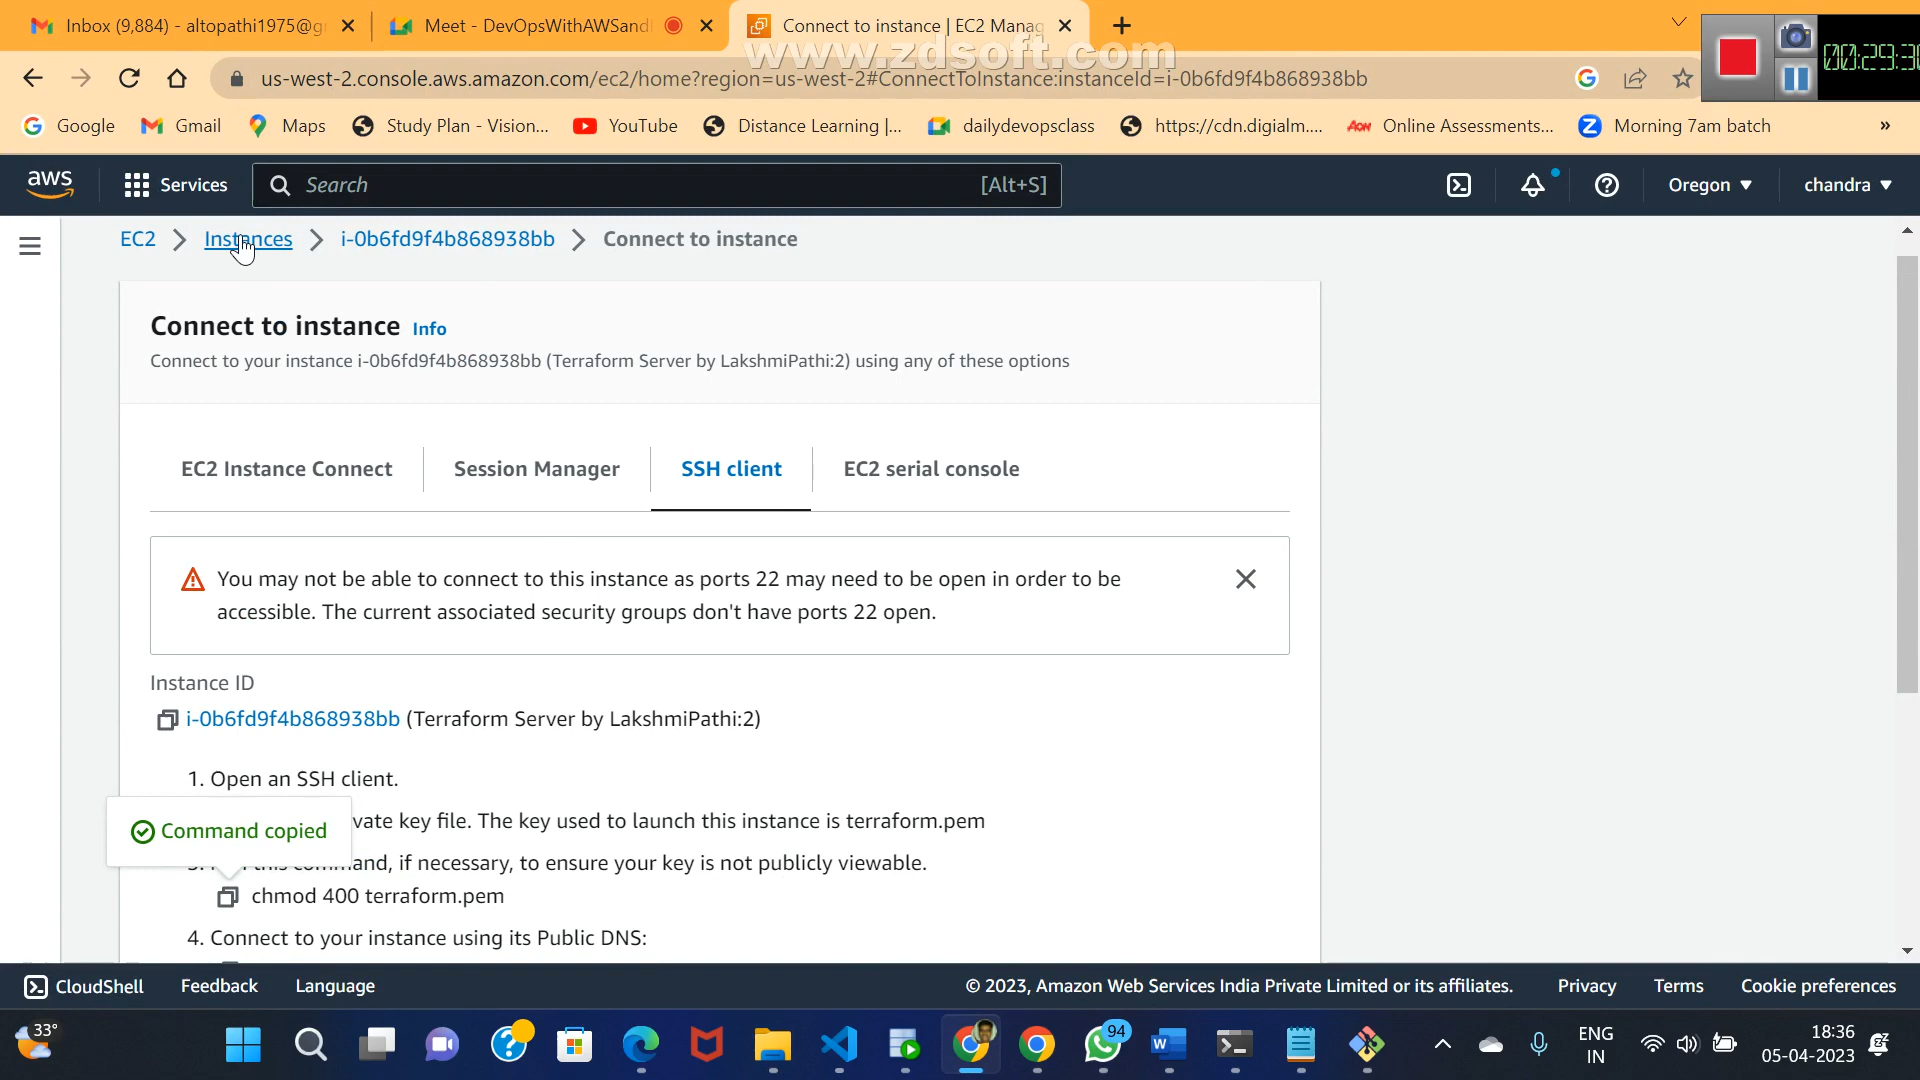 Inbox (9,884) - altopathi1975@g
Meet - DevOpsWithAWSand
Connect to instance | EC2 Manag
www.zdsoft.com
us-west-2.console.aws.amazon.com/ec2/home?region=us-west-2#ConnectToInstance:instanceId=i-0b6fd9f4b868938bb
00:29:3
Google
Gmail
Maps
Study Plan - Vision...
YouTube
Distance Learning |...
dailydevopsclass
https://cdn.digialm....
AON
Online Assessments...
Morning 7am batch
»
aws
Services
Search
[Alt+S]
Oregon
chandra
EC2
Instances
i-0b6fd9f4b868938bb
Connect to instance
Connect to instance Info
Connect to your instance i-0b6fd9f4b868938bb (Terraform Server by LakshmiPathi:2) using any of these options
EC2 Instance Connect
Session Manager
SSH client
EC2 serial console
You may not be able to connect to this instance as ports 22 may need to be open in order to be
accessible. The current associated security groups don't have ports 22 open.
Instance ID
i-0b6fd9f4b868938bb (Terraform Server by LakshmiPathi:2)
1. Open an SSH client.
Command copied
vate key file. The key used to launch this instance is terraform.pem
this command, if necessary, to ensure your key is not publicly viewable.
chmod 400 terraform.pem
4. Connect to your instance using its Public DNS:
CloudShell
Feedback
Language
© 2023, Amazon Web Services India Private Limited or its affiliates.
Privacy
Terms
Cookie preferences
33°
94
ENG
IN
18:36
05-04-2023